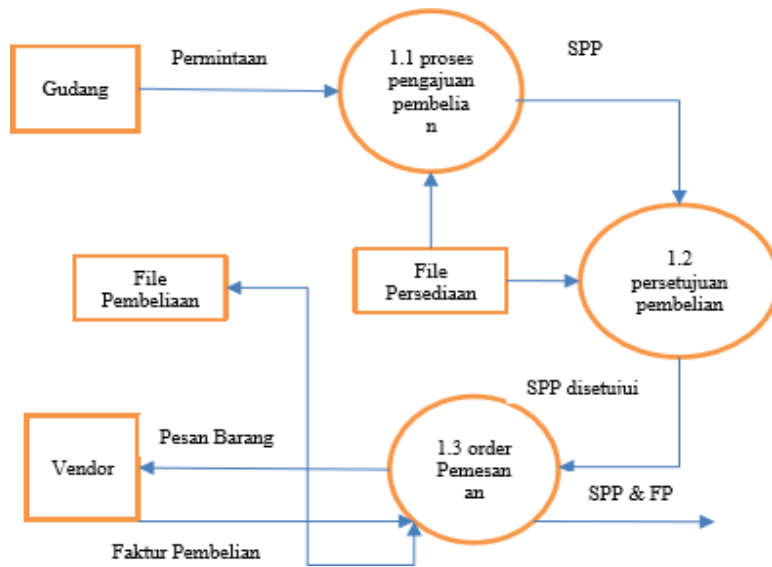 Permintaan
SPP
Gudang
1.1 proses
pengajuan
pembelia
n
File
Pembeliaan
File
Persediaan
1.2
persetujuan
pembelian
SPP disetuiui
Pesan Barang
Vendor
1.3 order
Pemesan
an
SPP & FP
Faktur Pembelian